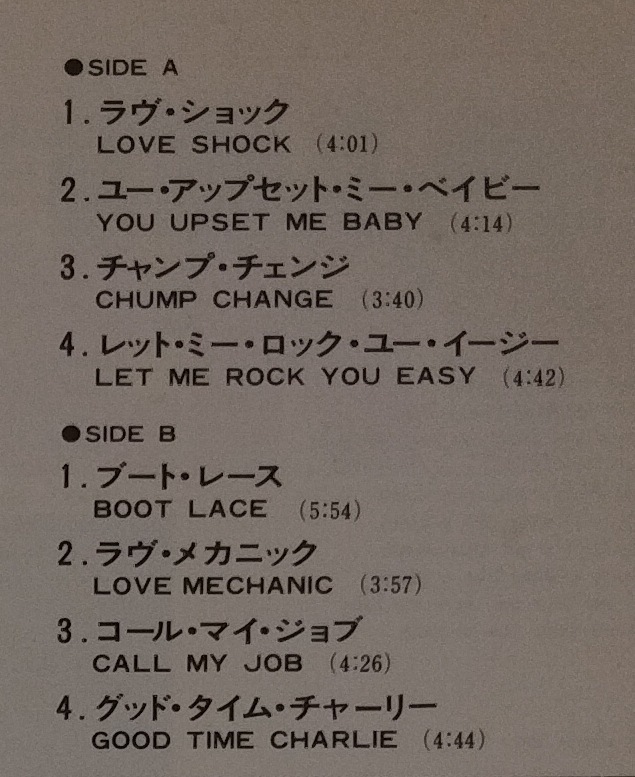 ●SIDE A
1.ラヴ・ショック
LOVE SHOCK (4:01)
2.ユー・アップセット・ミー・ベイビー
YOU UPSET ME BABY (4:14)
3.チャンプ・チェンジ
CHUMP CHANGE (3:40)
4.レット・ミー・ロック・ユー・イージー
LET ME ROCK YOU EASY (4:42)
●SIDE B
1.ブート・レース
BOOT LACE (5:54)
2.ラヴ・メカニック
LOVE MECHANIC (3:57)
3.コール・マイ・ジョブ
CALL MY JOB (4:26)
4.グッド・タイム・チャーリー
GOOD TIME CHARLIE (4:44)